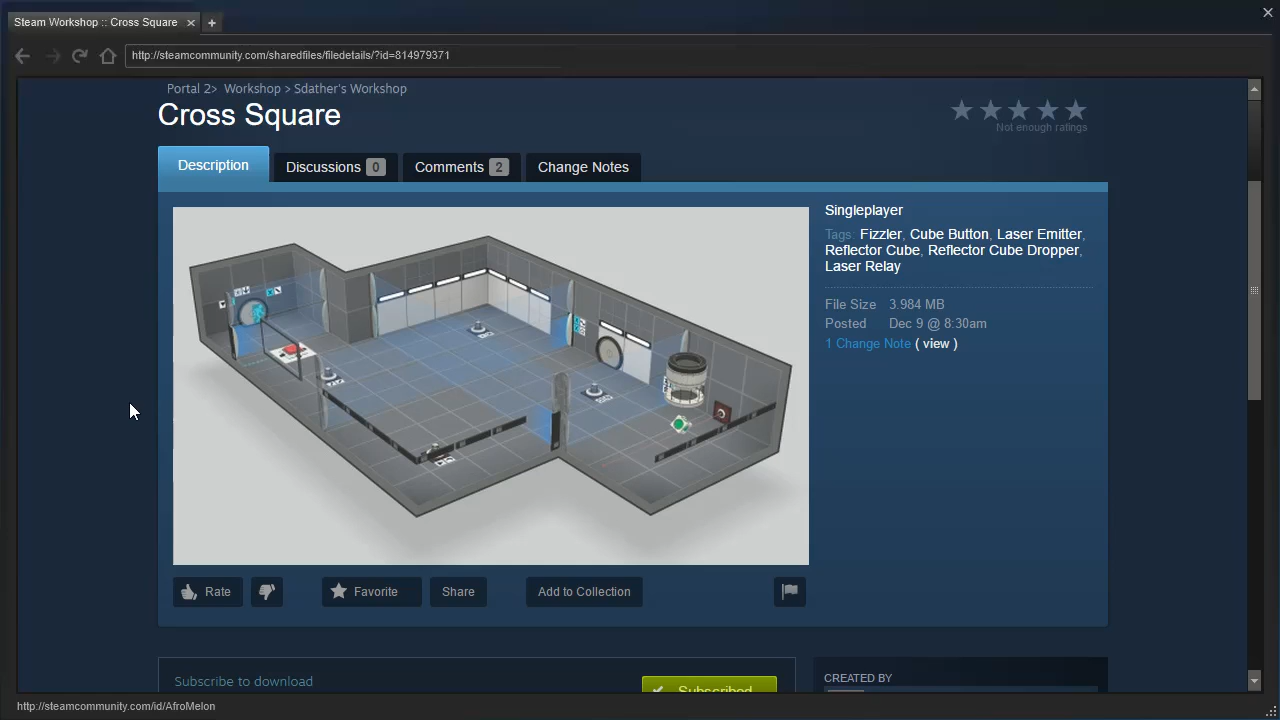 Steam Workshop :: Cross Square
http://steamcommunity.com/sharedfiles/filedetails/?id=814979371
Portal 2> Workshop > Sdather's Workshop
Cross Square
Not enough ratings
Description
Discussions 0
Comments 2
Change Notes
Singleplayer
Tags: Fizzler, Cube Button, Laser Emitter,
Reflector Cube, Reflector Cube Dropper,
Laser Relay
File Size 3.984 MB
Posted Dec 9 @ 8:30am
1 Change Note ( view )
Rate
Favorite
Share
Add to Collection
Subscribe to download
Subscribed
CREATED BY
http://steamcommunity.com/id/AfroMelon